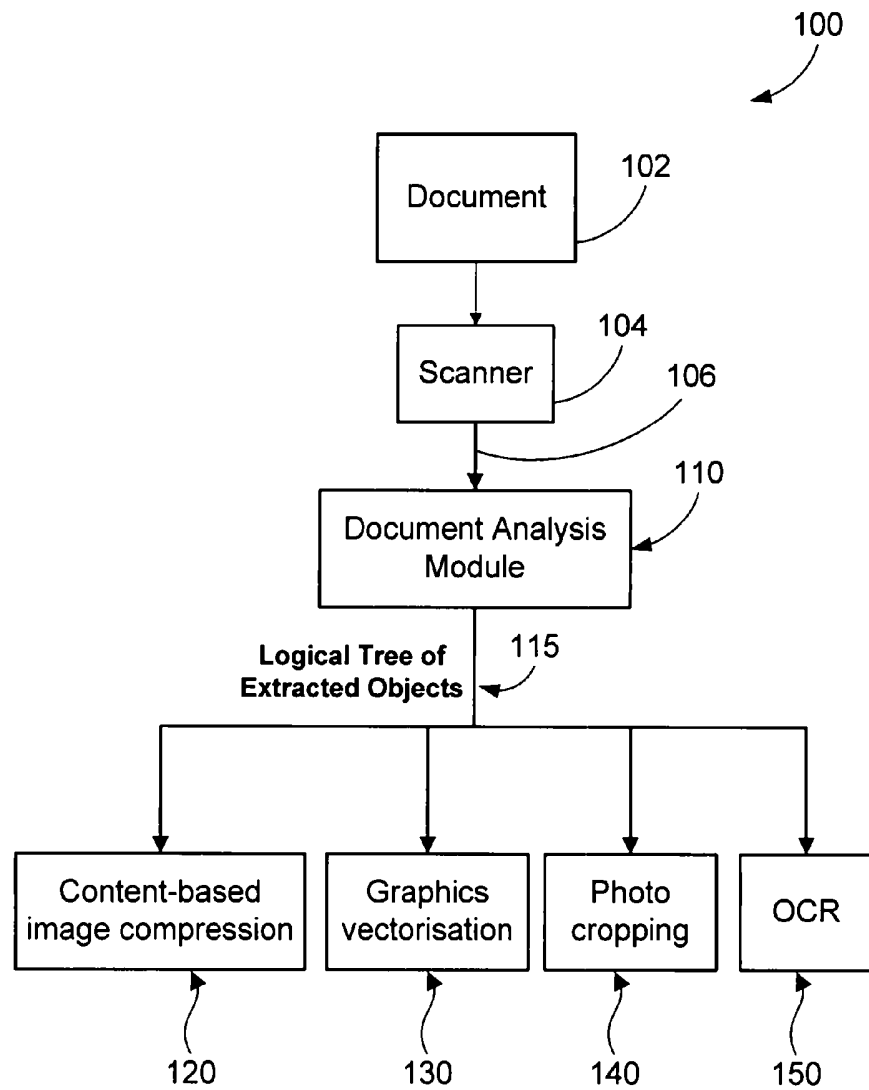 100
Document
102
Scanner
104
106
Document Analysis
Module
110
Logical Tree of
Extracted Objects
115
Content-based
image compression
Graphics
vectorisation
Photo
cropping
OCR
120
130
140
150